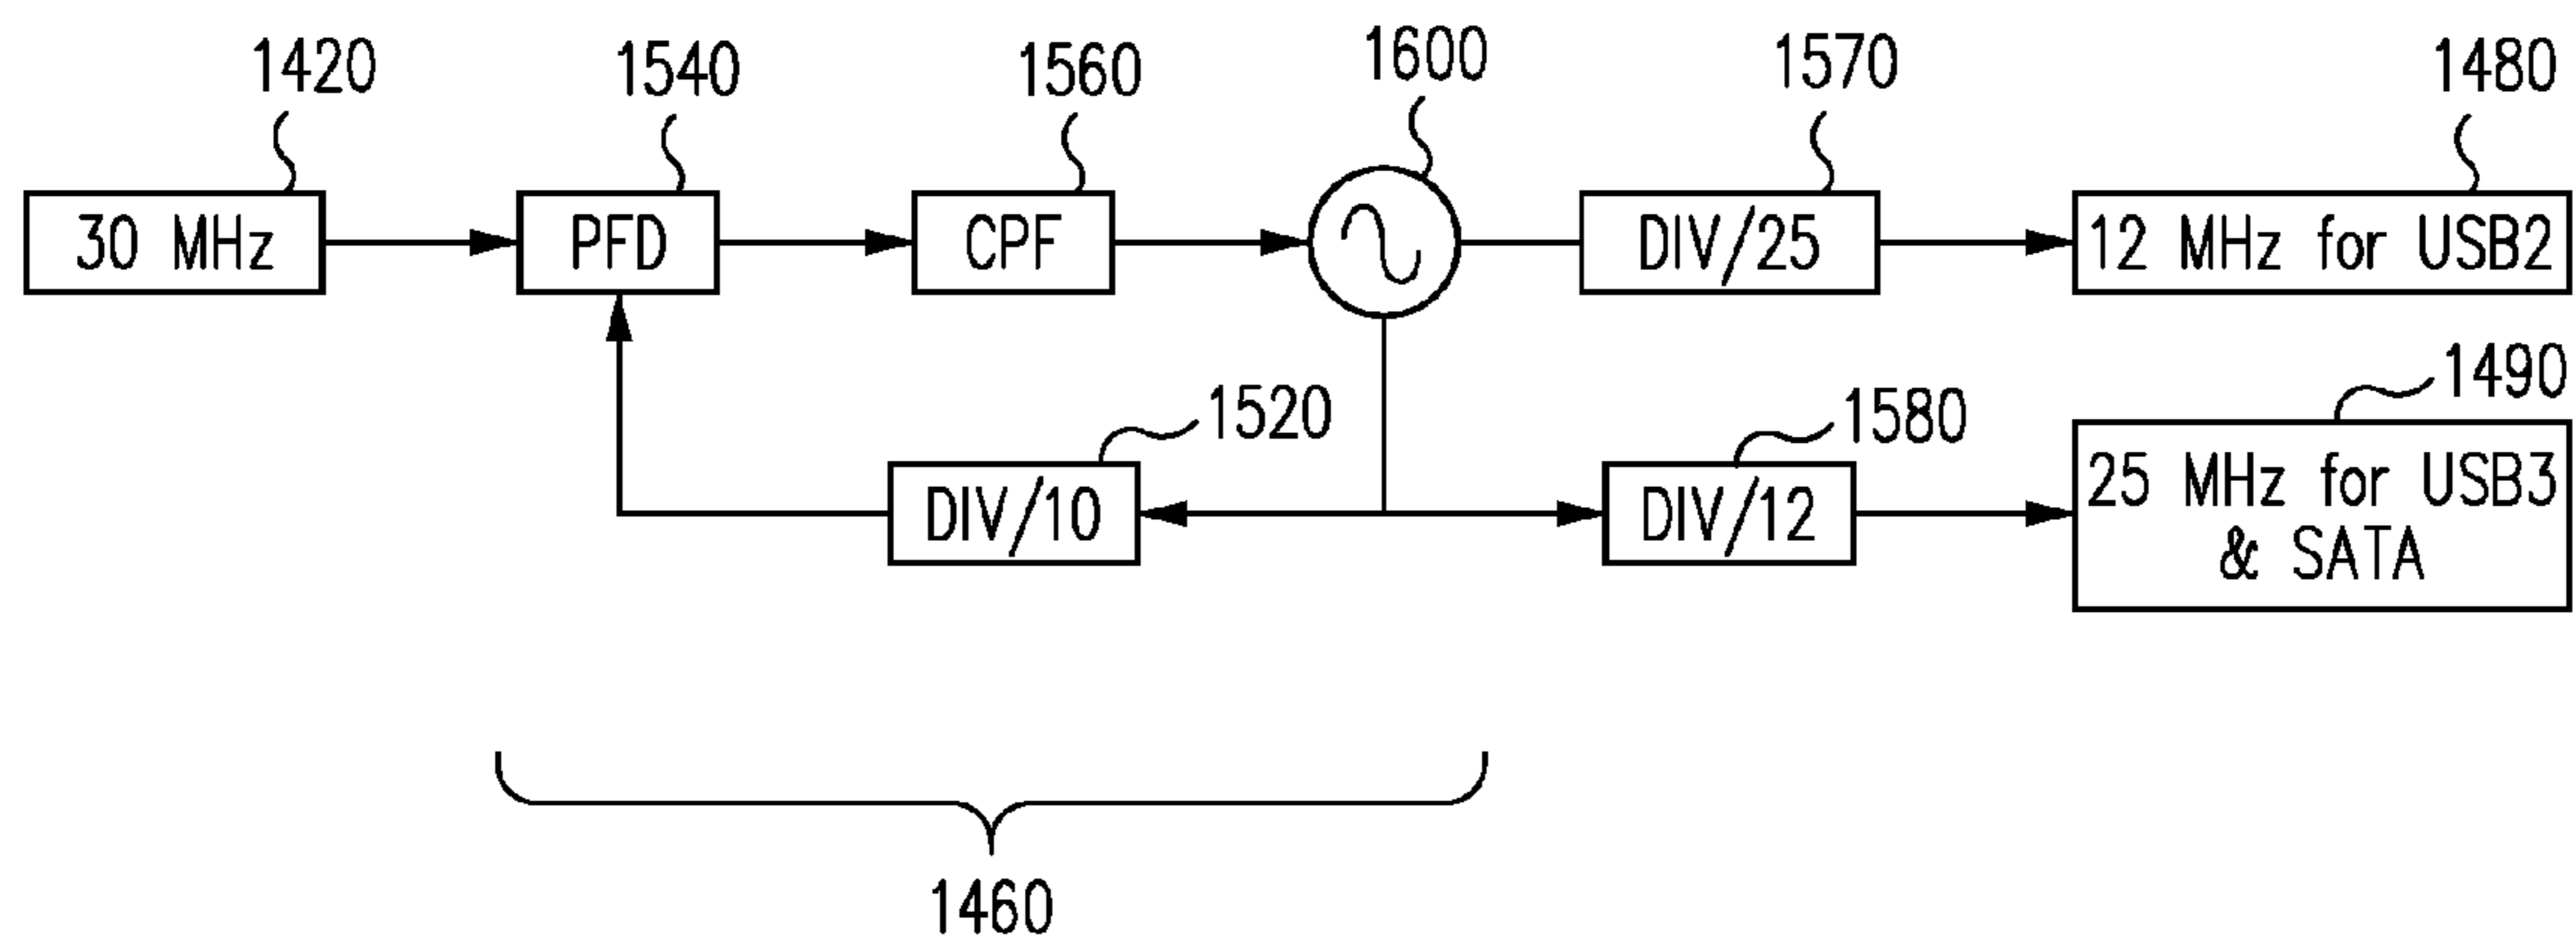 1420
1540
1560
1600
1570
1480
30 MHz
PFD
CPF
DIV/25
12 MHz for USB2
1520
1580
1490
DIV/10
DIV/12
25 MHz for USB3
& SATA
1460